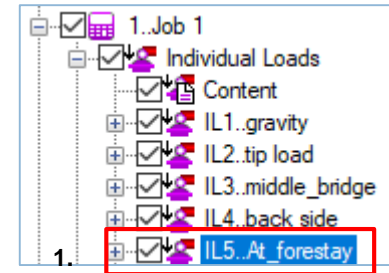 1..Job 1
Individual Loads
Content
IL1..gravity
IL2..tip load
IL3..middle_bridge
IL4..back side
1. IL5..At_forestay